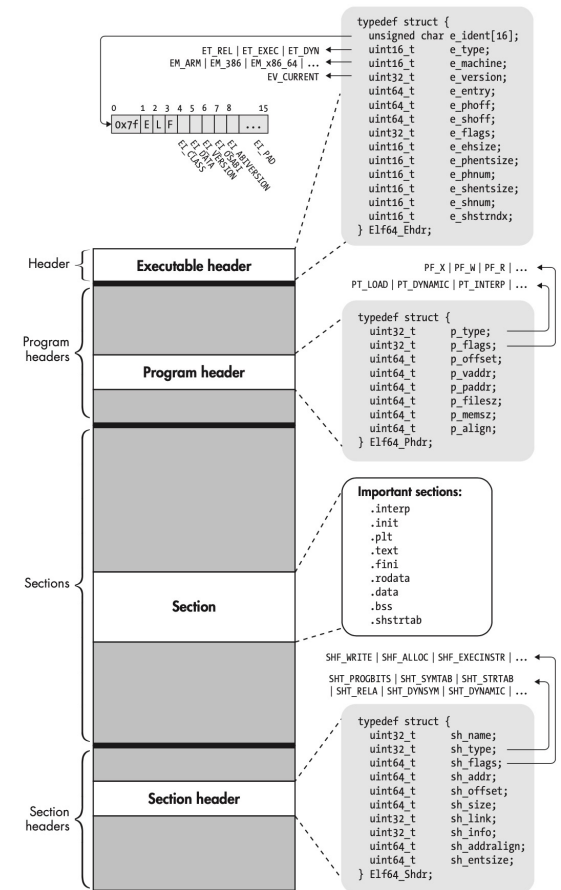 typedef struct {
unsigned char e_ident[16];
uint16_t e_type;
uint16_t e_machine;
uint32_t e_version;
uint64_t e_entry;
uint64_t e_phoff;
uint64_t e_shoff;
uint32_t e_flags;
uint16_t e_ehsize;
uint16_t e_phentsize;
uint16_t e_phnum;
uint16_t e_shentsize;
uint16_t e_shnum;
uint16_t e_shstrndx;
} Elf64_Ehdr;
ET_REL | ET_EXEC | ET_DYN
EM_ARM | EM_386 | EM_x86_64 | ...
EV_CURRENT
0 1 2 3 4 5 6 7 8 15
0x7f E L F ...
EI_CLASS
EI_DATA
EI_VERSION
EI_OSABI
EI_ABIVERSION
EI_PAD
Header
Executable header
PF_X | PF_W | PF_R | ...
PT_LOAD | PT_DYNAMIC | PT_INTERP | ...
Program
headers
Program header
typedef struct {
uint32_t p_type;
uint32_t p_flags;
uint64_t p_offset;
uint64_t p_vaddr;
uint64_t p_paddr;
uint64_t p_filesz;
uint64_t p_memsz;
uint64_t p_align;
} Elf64_Phdr;
Sections
Section
Important sections:
.interp
.init
.plt
.text
.fini
.rodata
.data
.bss
.shstrtab
SHF_WRITE | SHF_ALLOC | SHF_EXECINSTR | ...
SHT_PROGBITS | SHT_SYMTAB | SHT_STRTAB
| SHT_RELA | SHT_DYNSYM | SHT_DYNAMIC | ...
Section
headers
Section header
typedef struct {
uint32_t sh_name;
uint32_t sh_type;
uint64_t sh_flags;
uint64_t sh_addr;
uint64_t sh_offset;
uint64_t sh_size;
uint32_t sh_link;
uint32_t sh_info;
uint64_t sh_addralign;
uint64_t sh_entsize;
} Elf64_Shdr;